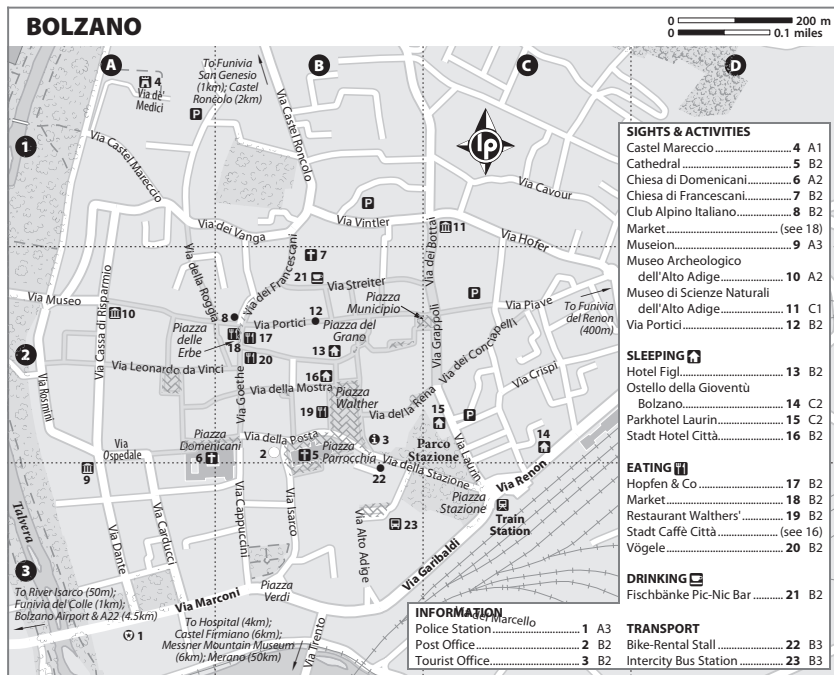 BOLZANO
0 200 m
0 0.1 miles
A
B
C
D
1
2
3
To Funivia
San Genesio
(1km); Castel
Roncolo (2km)
4
Via de'
Medici
P
Via Castel Roncolo
Via Castel Mareccio
lp
P
Via Cavour
Via Vintler
Via dei Vanga
11
Via dei Bottai
Via Hofer
7
Via dei Francescani
Via della Roggia
21
Via Streiter
Piazza
Municipio
P
Via Museo
10
Via Cassa di Risparmio
8
12
Via Portici
Piazza del
Grano
Via Grappoli
Via Piave
To Funivia
del Renon
(400m)
Piazza
delle
Erbe
18
17
13
20
Via dei Conciapelli
Via Leonardo da Vinci
Via Goethe
16
Via della Mostra
Piazza
Walther
Via Crispi
Via Rosmini
19
Via della Rena
15
P
Via della Posta
3
Piazza
Domenicani
Via
Ospedale
6
2
5
Piazza
Parrocchia
Parco
Stazione
Via Laurin
14
9
22
Via della Stazione
Via Renon
Piazza
Stazione
Train
Station
Talvera
Via Dante
Via Carducci
Via Cappuccini
Via Isarco
Via Alto Adige
23
Via Garibaldi
Piazza
Verdi
Via Marconi
To River Isarco (50m);
Funivia del Colle (1km);
Bolzano Airport & A22 (4.5km)
1
To Hospital (4km);
Castel Firmiano (6km);
Messner Mountain Museum
(6km); Merano (50km)
Via Trento
Via del Marcello
SIGHTS & ACTIVITIES
Castel Mareccio 4 A1
Cathedral 5 B2
Chiesa di Domenicani 6 A2
Chiesa di Francescani 7 B2
Club Alpino Italiano 8 B2
Market (see 18)
Museion 9 A3
Museo Archeologico
dell'Alto Adige 10 A2
Museo di Scienze Naturali
dell'Alto Adige 11 C1
Via Portici 12 B2
SLEEPING
Hotel Figl 13 B2
Ostello della Gioventù
Bolzano 14 C2
Parkhotel Laurin 15 C2
Stadt Hotel Città 16 B2
EATING
Hopfen & Co 17 B2
Market 18 B2
Restaurant Walthers' 19 B2
Stadt Caffè Città (see 16)
Vögele 20 B2
DRINKING
Fischbänke Pic-Nic Bar 21 B2
INFORMATION
Police Station 1 A3
Post Office 2 B2
Tourist Office 3 B2
TRANSPORT
Bike-Rental Stall 22 B3
Intercity Bus Station 23 B3